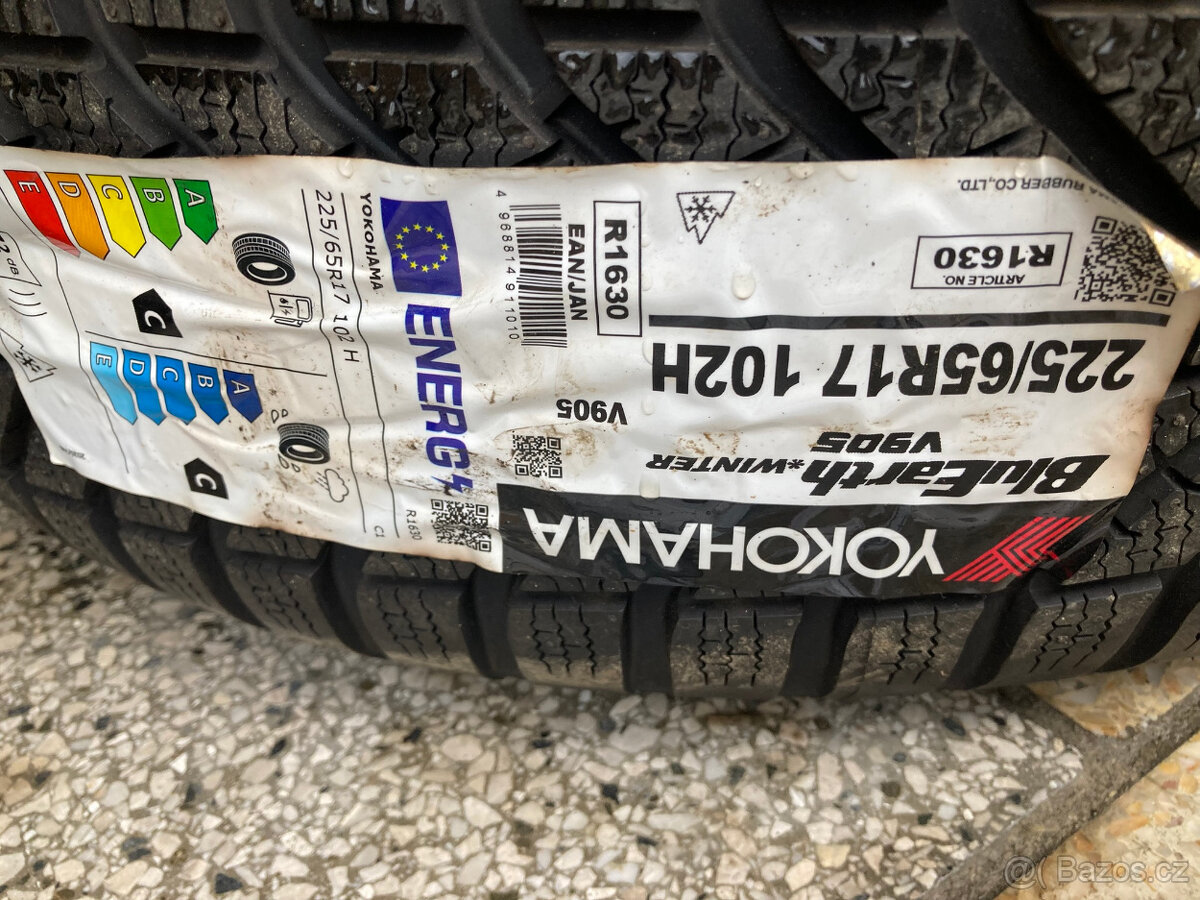 YOKOHAMA
BluEarth*WINTER
V905
225/65R17 102H
ARTICLE NO.
R1630
RUBBER CO.,LTD.
V905
R1630
EAN/JAN
4 968814 911010
ENERG
YOKOHAMA
R1630
225/65R17 102 H
C1
A
B
C
D
E
C
A
B
C
D
E
C
dB
@ Bazos.cz